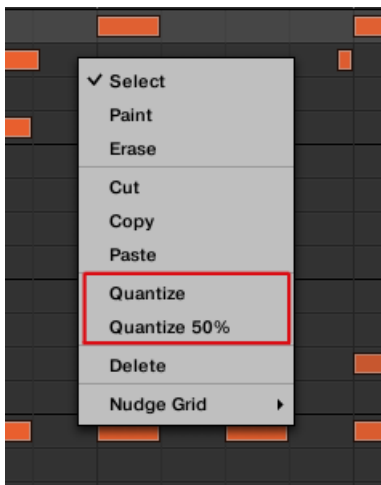 Select
Paint
Erase
Cut
Copy
Paste
Quantize
Quantize 50%
Delete
Nudge Grid